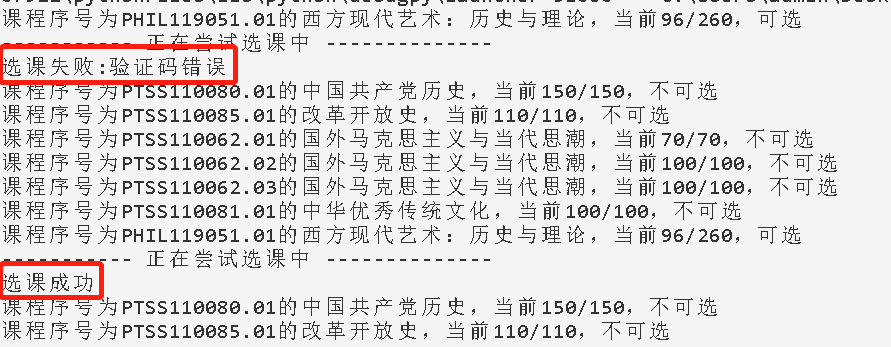 课程序号为PHIL119051.01的西方现代艺术：历史与理论，当前96/260，可选
----------- 正在尝试选课中 --------------
选课失败:验证码错误
课程序号为PTSS110080.01的中国共产党历史，当前150/150，不可选
课程序号为PTSS110085.01的改革开放史，当前110/110，不可选
课程序号为PTSS110062.01的国外马克思主义与当代思潮，当前70/70，不可选
课程序号为PTSS110062.02的国外马克思主义与当代思潮，当前100/100，不可选
课程序号为PTSS110062.03的国外马克思主义与当代思潮，当前100/100，不可选
课程序号为PTSS110081.01的中华优秀传统文化，当前100/100，不可选
课程序号为PHIL119051.01的西方现代艺术：历史与理论，当前96/260，可选
----------- 正在尝试选课中 --------------
选课成功
课程序号为PTSS110080.01的中国共产党历史，当前150/150，不可选
课程序号为PTSS110085.01的改革开放史，当前110/110，不可选